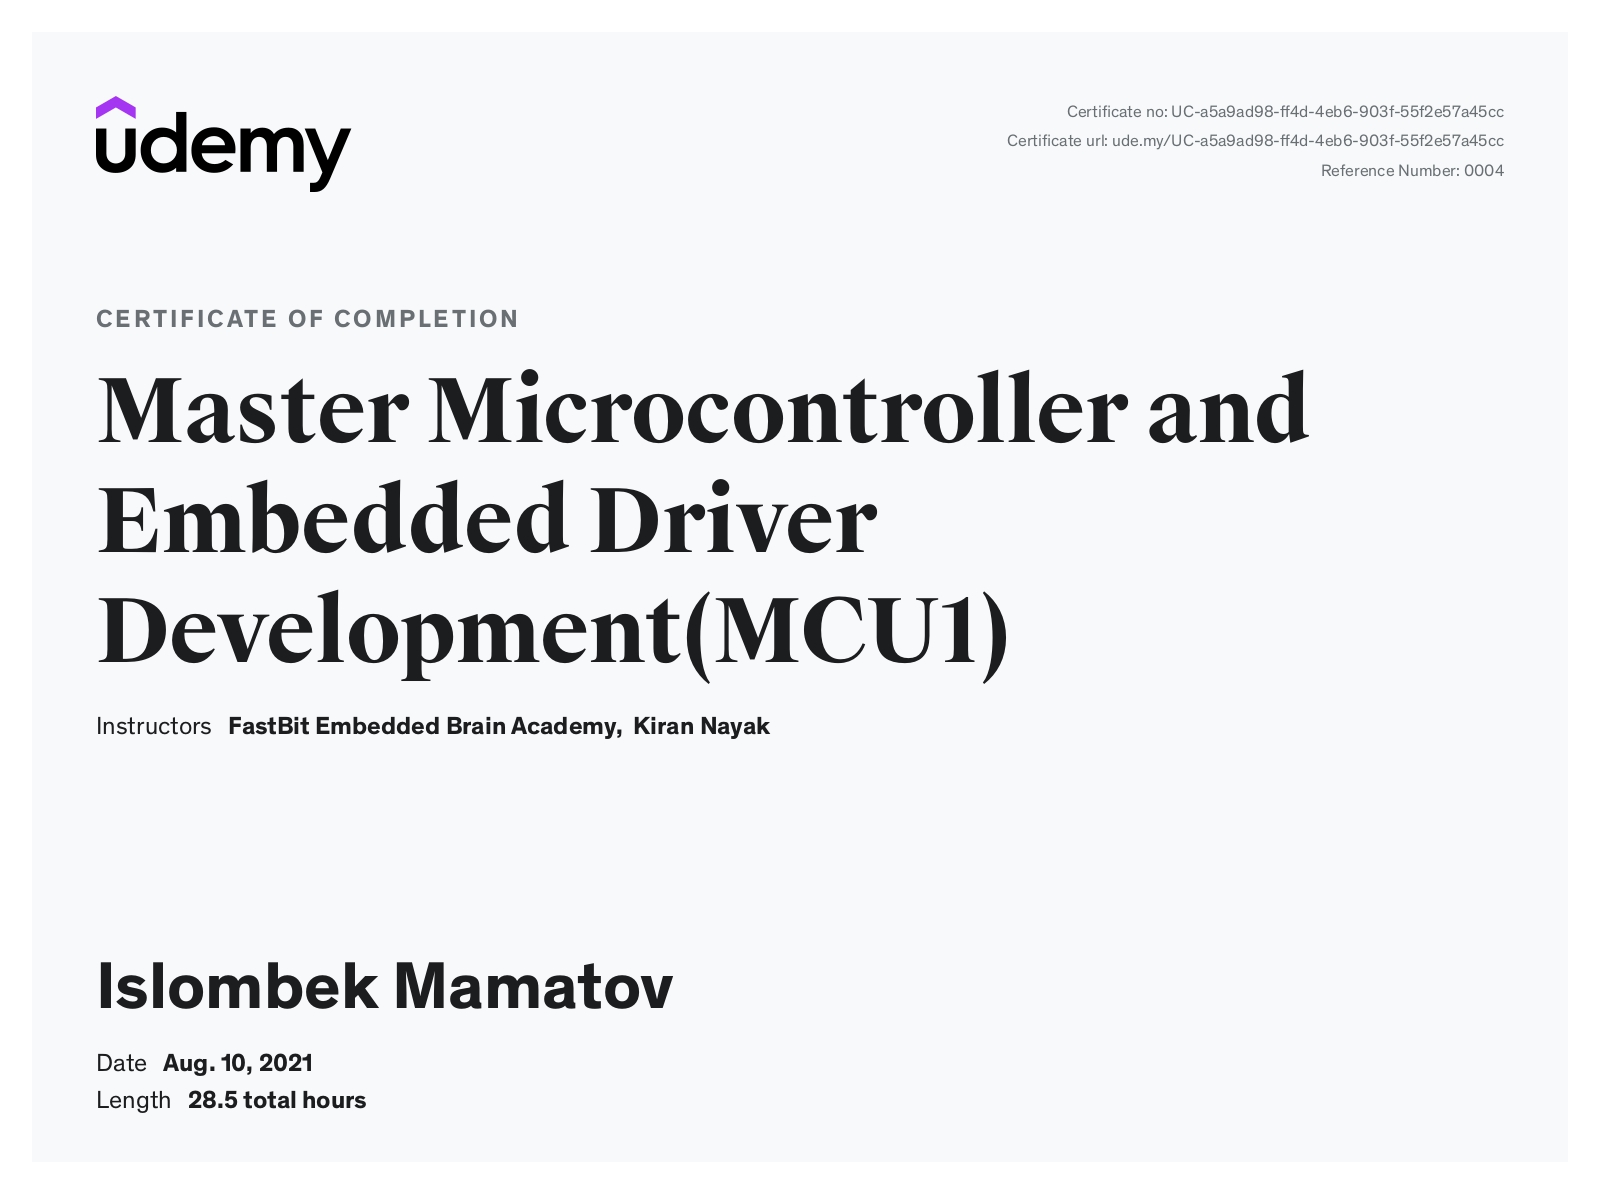 udemy
Certificate no: UC-a5a9ad98-ff4d-4eb6-903f-55f2e57a45cc
Certificate url: ude.my/UC-a5a9ad98-ff4d-4eb6-903f-55f2e57a45cc
Reference Number: 0004
CERTIFICATE OF COMPLETION
Master Microcontroller and
Embedded Driver
Development(MCU1)
Instructors FastBit Embedded Brain Academy, Kiran Nayak
Islombek Mamatov
Date Aug. 10, 2021
Length 28.5 total hours